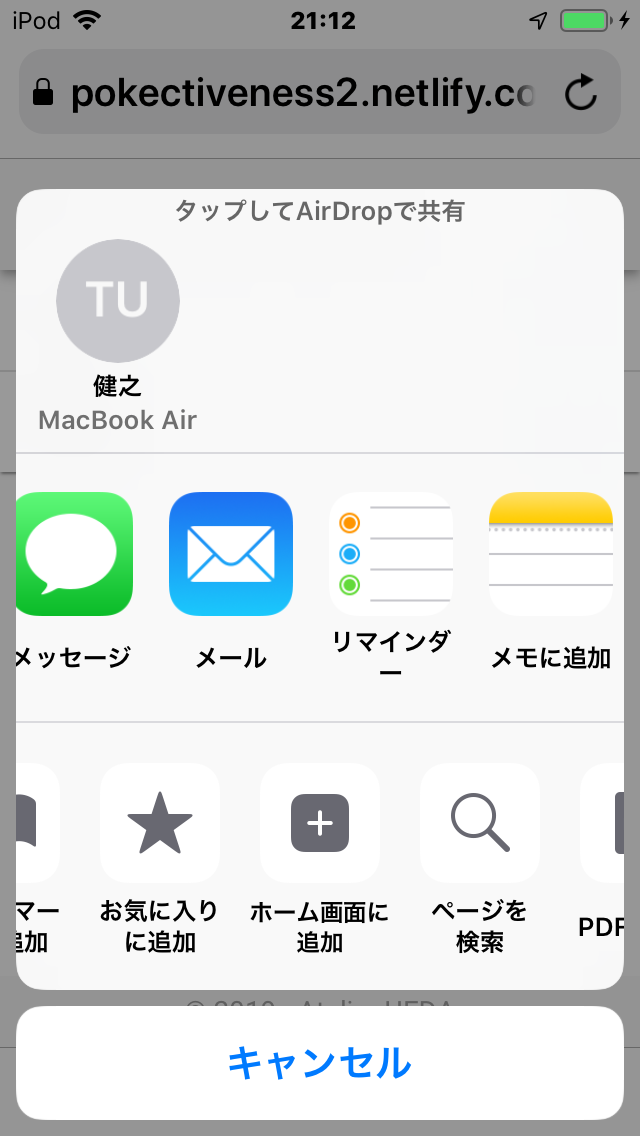 iPod 21:12
pokectiveness2.netlify.co
タップしてAirDropで共有
TU
健之
MacBook Air
メッセージ
メール
リマインダ
ー
メモに追加
マー
追加
お気に入り
に追加
ホーム画面に
追加
ページを
検索
PDF
キャンセル